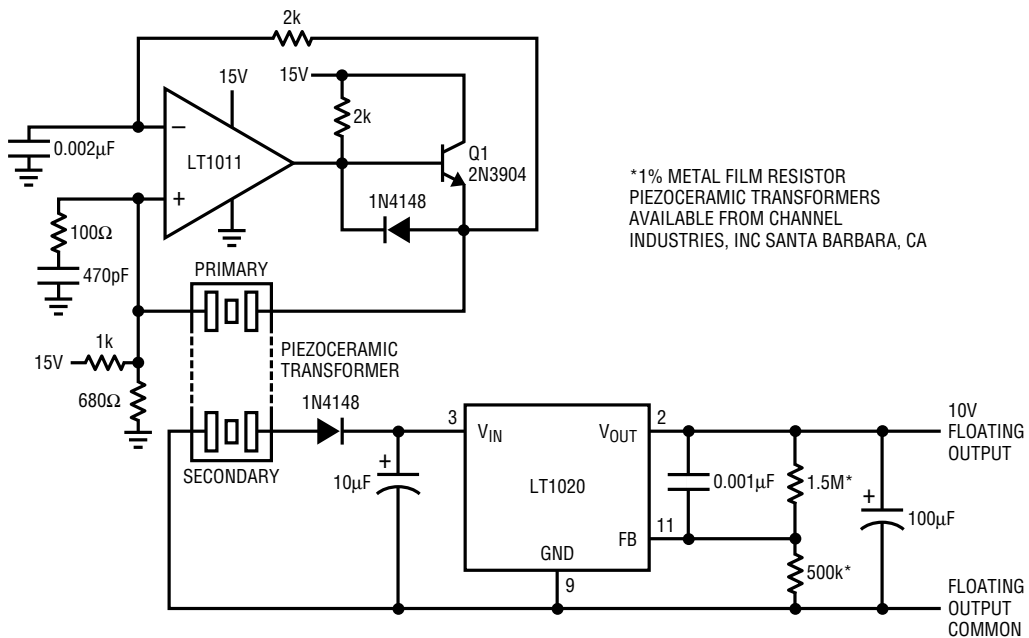 2k
15V
15V
2k
−
LT1011
+
0.002µF
Q1
2N3904
1N4148
100Ω
470pF
*1% METAL FILM RESISTOR
PIEZOCERAMIC TRANSFORMERS
AVAILABLE FROM CHANNEL
INDUSTRIES, INC SANTA BARBARA, CA
PRIMARY
1k
15V
680Ω
PIEZOCERAMIC
TRANSFORMER
1N4148
SECONDARY
+
10µF
3
VIN
VOUT
2
LT1020
0.001µF
1.5M*
+
100µF
11
FB
GND
9
500k*
10V
FLOATING
OUTPUT
FLOATING
OUTPUT
COMMON